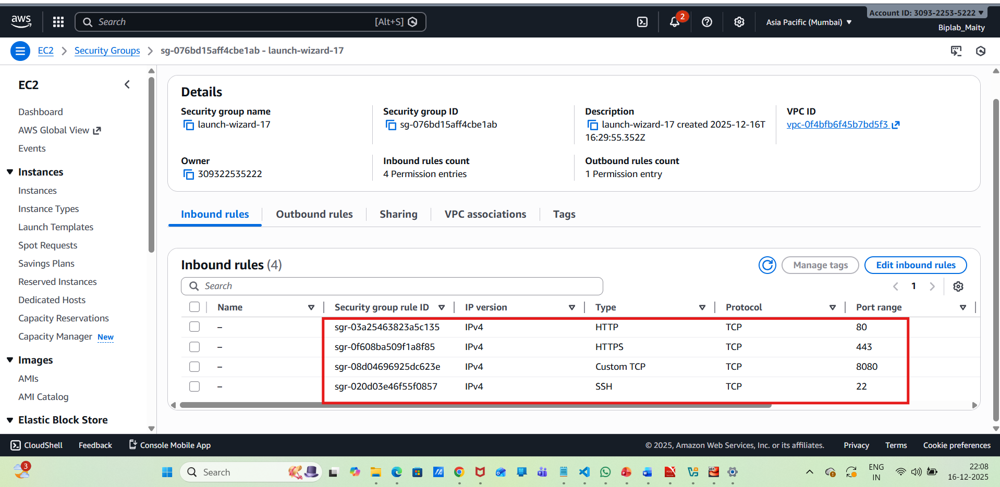 aws
Search [Alt+S]
2
Asia Pacific (Mumbai)
Account ID: 3093-2253-5222
Biplab_Maity
EC2 Security Groups sg-076bd15aff4cbe1ab - launch-wizard-17
EC2
Dashboard
AWS Global View
Events
Instances
Instances
Instance Types
Launch Templates
Spot Requests
Savings Plans
Reserved Instances
Dedicated Hosts
Capacity Reservations
Capacity Manager New
Images
AMIs
AMI Catalog
Elastic Block Store
Details
Security group name
launch-wizard-17
Security group ID
sg-076bd15aff4cbe1ab
Description
launch-wizard-17 created 2025-12-16T
16:29:55.352Z
VPC ID
vpc-0f4bfb6f45b7bd5f3
Owner
309322535222
Inbound rules count
4 Permission entries
Outbound rules count
1 Permission entry
Inbound rules Outbound rules Sharing VPC associations Tags
Inbound rules (4)
Manage tags Edit inbound rules
Search
1
Name Security group rule ID IP version Type Protocol Port range
– sgr-03a25463823a5c135 IPv4 HTTP TCP 80
– sgr-0f608ba509f1a8f85 IPv4 HTTPS TCP 443
– sgr-08d04696925dc623e IPv4 Custom TCP TCP 8080
– sgr-020d03e46f55f0857 IPv4 SSH TCP 22
CloudShell Feedback Console Mobile App © 2025, Amazon Web Services, Inc. or its affiliates. Privacy Terms Cookie preferences
3
Search
ENG
IN
22:08
16-12-2025